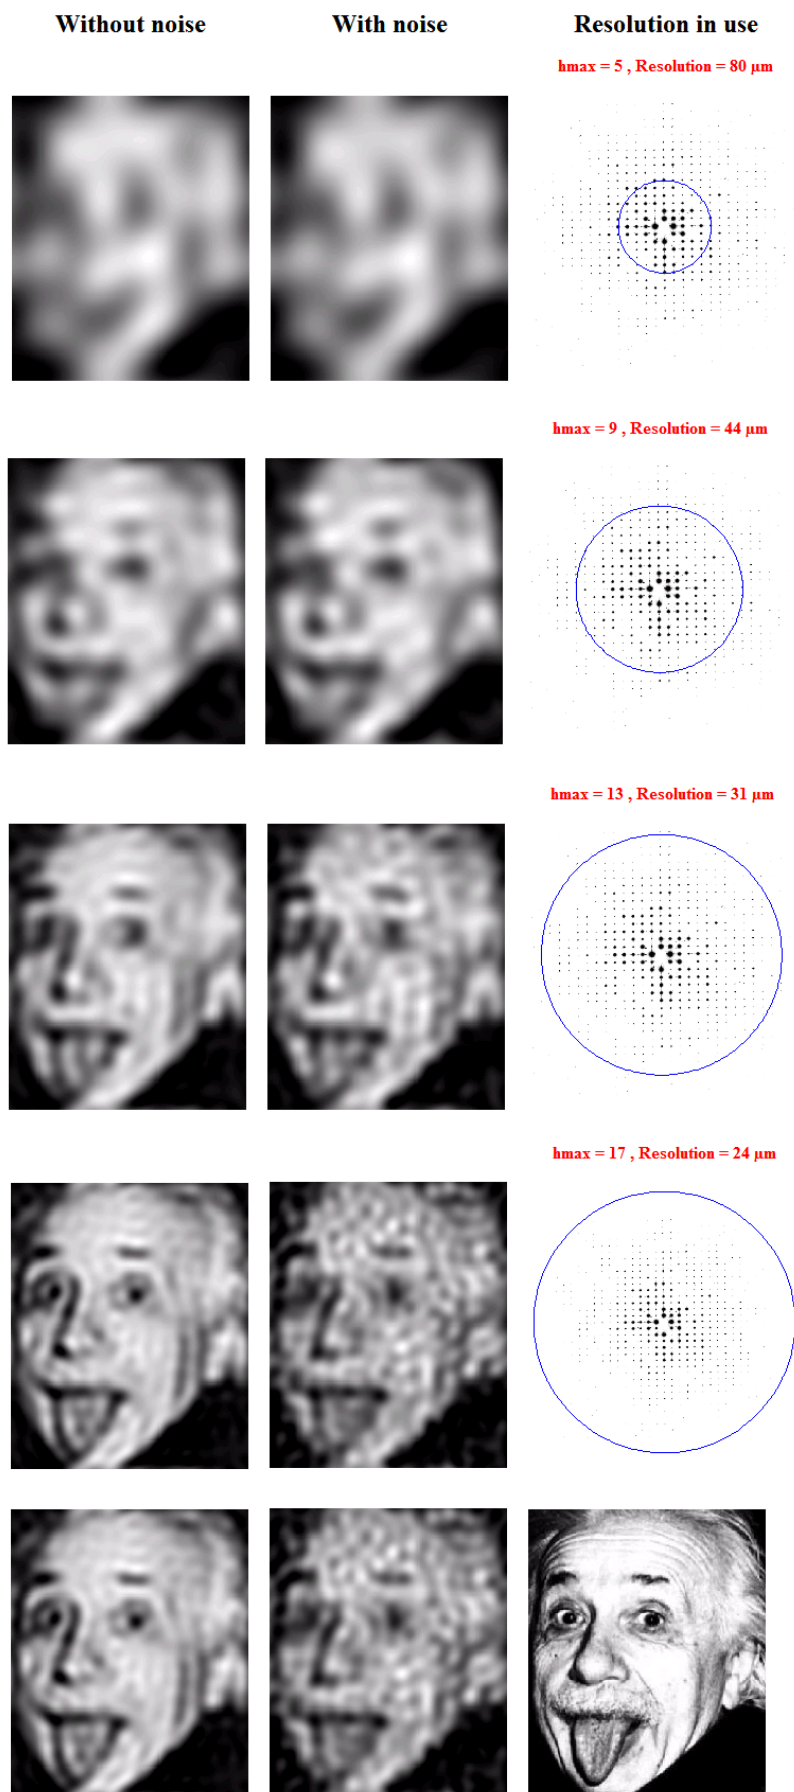 Without noise
With noise
Resolution in use
hmax = 5 , Resolution = 80 µm
hmax = 9 , Resolution = 44 µm
hmax = 13 , Resolution = 31 µm
hmax = 17 , Resolution = 24 µm